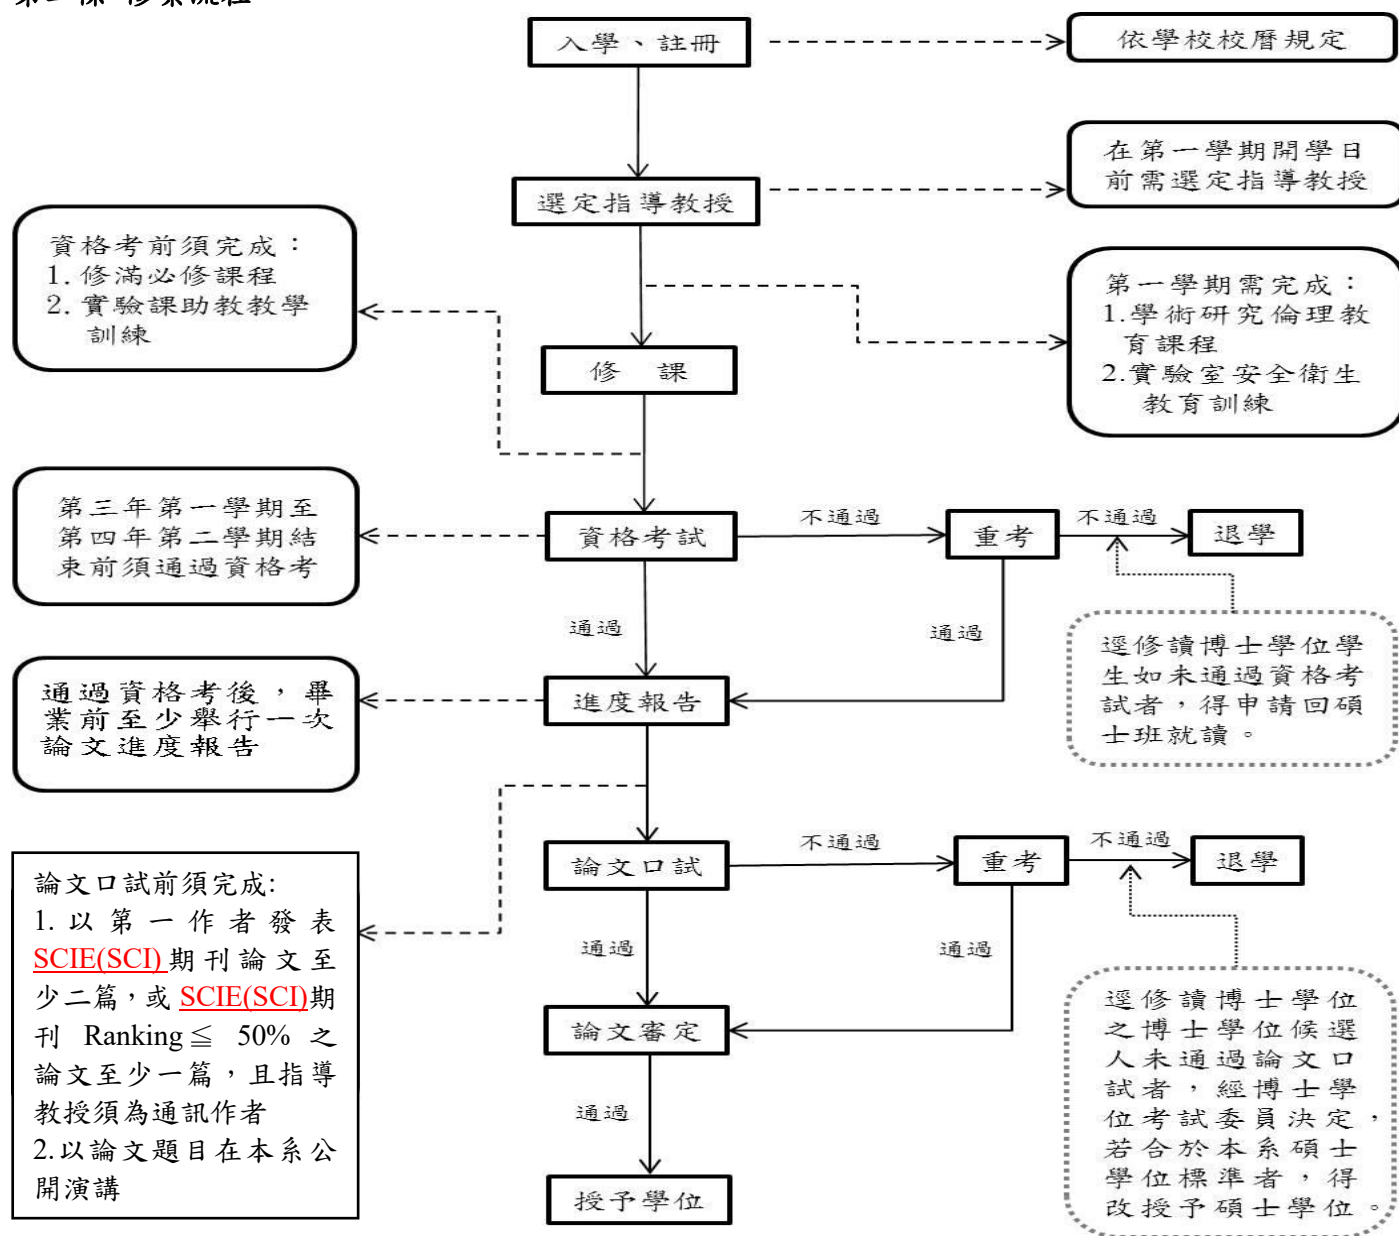 入學、註冊
依學校校曆規定
選定指導教授
在第一學期開學日
前需選定指導教授
資格考前須完成：
1. 修滿必修課程
2. 實驗課助教教學
訓練
第一學期需完成：
1.學術研究倫理教
育課程
2.實驗室安全衛生
教育訓練
修 課
第三年第一學期至
第四年第二學期結
束前須通過資格考
資格考試
不通過
重考
不通過
退學
通過
通過
逕修讀博士學位學
生如未通過資格考
試者，得申請回碩
士班就讀。
通過資格考後，畢
業前至少舉行一次
論文進度報告
進度報告
論文口試
不通過
重考
不通過
退學
論文口試前須完成:
1. 以第一作者發表
SCIE(SCI)期刊論文至
少二篇，或 SCIE(SCI)期
刊 Ranking≦ 50% 之
論文至少一篇，且指導
教授須為通訊作者
2.以論文題目在本系公
開演講
通過
通過
逕修讀博士學位
之博士學位候選
人未通過論文口
試者，經博士學
位考試委員決定，
若合於本系碩士
學位標準者，得
改授予碩士學位。
論文審定
通過
授予學位